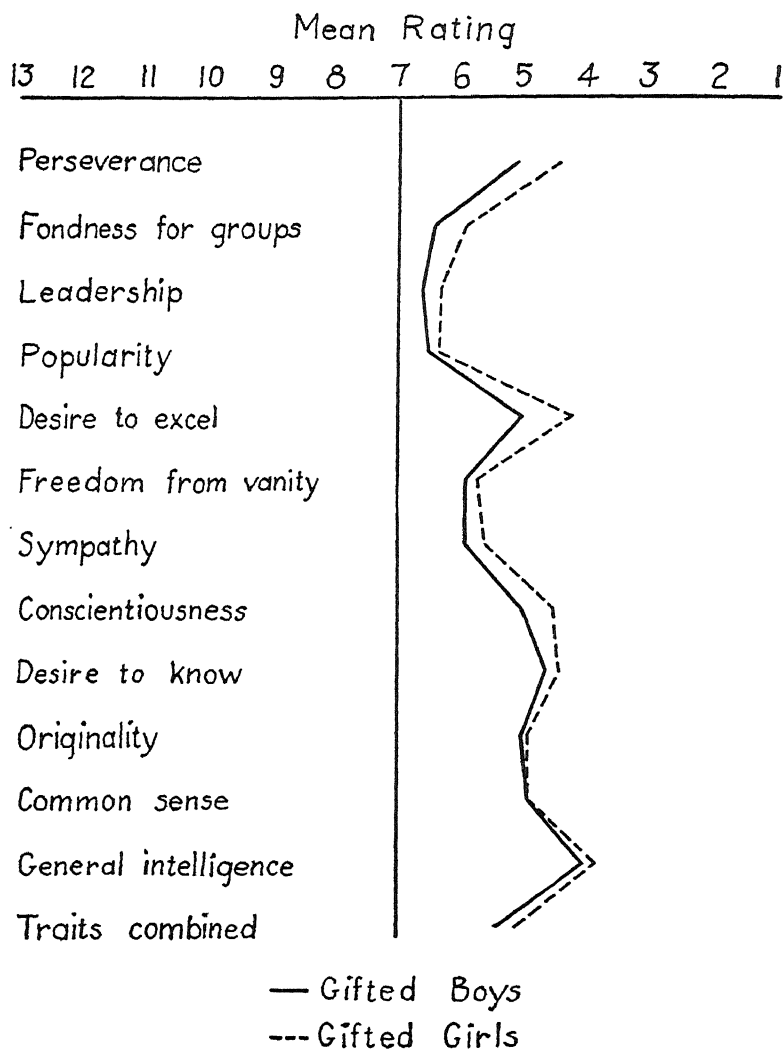 Mean Rating
13 12 11 10 9 8 7 6 5 4 3 2 1
Perseverance
Fondness for groups
Leadership
Popularity
Desire to excel
Freedom from vanity
Sympathy
Conscientiousness
Desire to know
Originality
Common sense
General intelligence
Traits combined
Gifted Boys
Gifted Girls